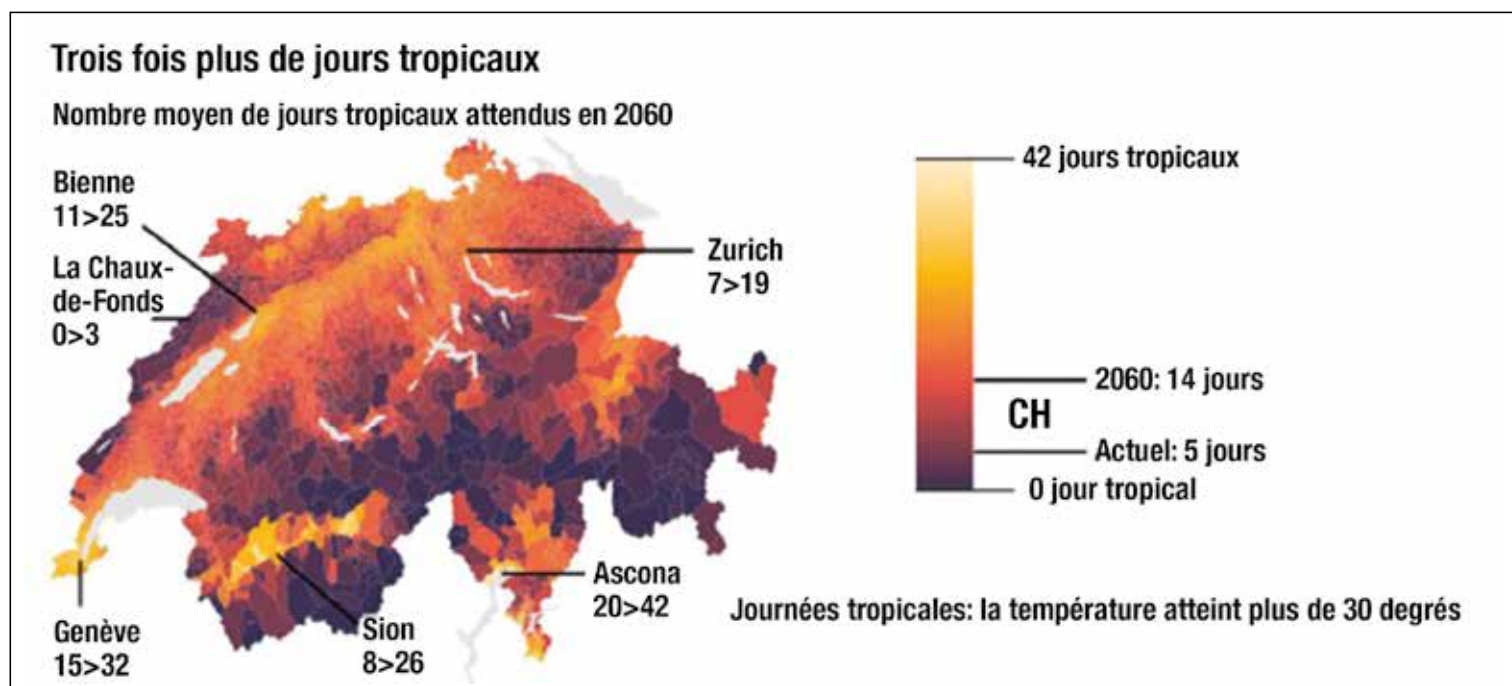 Trois fois plus de jours tropicaux
Nombre moyen de jours tropicaux attendus en 2060
Bienne
11>25
La Chaux-
de-Fonds
0>3
Zurich
7>19
Genève
15>32
Sion
8>26
Ascona
20>42
42 jours tropicaux
2060: 14 jours
CH
Actuel: 5 jours
0 jour tropical
Journées tropicales: la température atteint plus de 30 degrés